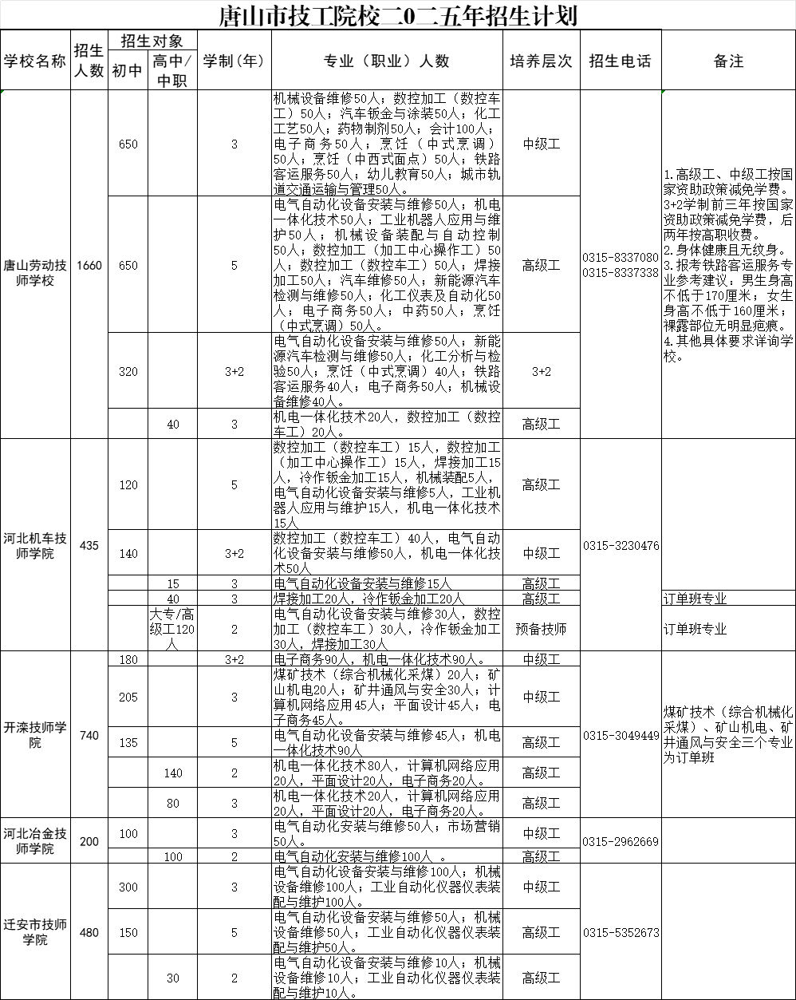 唐山市技工院校二0二五年招生计划
学校名称
招生
人数
招生对象
初中
高中/
中职
学制(年)
专业（职业）人数
培养层次
招生电话
备注
唐山劳动技
师学校
1660
650
3
机械设备维修50人；数控加工（数控车
工）50人；汽车钣金与涂装50人；化工
工艺50人；药物制剂50人；会计100人；
电子商务50人；烹饪（中式烹调）
50人；烹饪（中西式面点）50人；铁路
客运服务50人；幼儿教育50人；城市轨
道交通运输与管理50人。
中级工
650
5
电气自动化设备安装与维修50人；机电
一体化技术50人；工业机器人应用与维
护50人；机械设备装配与自动控制
50人；数控加工（加工中心操作工）50
人；数控加工（数控车工）50人；焊接
加工50人；汽车维修50人；新能源汽车
检测与维修50人；化工仪表及自动化50
人；电子商务50人；中药50人；烹饪
（中式烹调）50人。
高级工
320
3+2
电气自动化设备安装与维修50人；新能
源汽车检测与维修50人；化工分析与检
验50人；烹饪（中式烹调）40人；铁路
客运服务40人；电子商务50人；机械设
备维修40人。
3+2
40
3
机电一体化技术20人，数控加工（数控
车工）20人。
高级工
0315-8337080
0315-8337338
1.高级工、中级工按国
家资助政策减免学费。
3+2学制前三年按国家
资助政策减免学费，后
两年按高职收费。
2.身体健康且无纹身。
3.报考铁路客运服务专
业参考建议：男生身高
不低于170厘米；女生
身高不低于160厘米；
裸露部位无明显疤痕。
4.其他具体要求详询学
校。
河北机车技
师学院
435
120
5
数控加工（数控车工）15人，数控加工
（加工中心操作工）15人，焊接加工15
人，冷作钣金加工15人，机械装配5人，
电气自动化设备安装与维修5人，工业机
器人应用与维护15人，机电一体化技术
15人
高级工
140
3+2
数控加工（数控车工）40人，电气自动
化设备安装与维修50人，机电一体化技
术50人
中级工
15
3
电气自动化设备安装与维修15人
高级工
40
3
焊接加工20人，冷作钣金加工20人
高级工
订单班专业
大专/高
级工120
人
2
电气自动化设备安装与维修30人，数控
加工（数控车工）30人，冷作钣金加工
30人，焊接加工30人
预备技师
订单班专业
0315-3230476
开滦技师学
院
740
180
3+2
电子商务90人，机电一体化技术90人。
中级工
205
3
煤矿技术（综合机械化采煤）20人；矿
山机电20人；矿井通风与安全30人；计
算机网络应用45人；平面设计45人；电
子商务45人。
中级工
135
5
电气自动化设备安装与维修45人；机电
一体化技术90人
高级工
140
2
机电一体化技术80人，计算机网络应用
20人，平面设计20人，电子商务20人。
高级工
80
3
机电一体化技术20人，计算机网络应用
20人，平面设计20人，电子商务20人。
高级工
0315-3049449
煤矿技术（综合机械化
采煤）、矿山机电、矿
井通风与安全三个专业
为订单班
河北冶金技
师学院
200
100
3
电气自动化安装与维修50人；市场营销
50人。
中级工
100
2
电气自动化安装与维修100人 。
高级工
0315-2962669
迁安市技师
学院
480
300
3
电气自动化设备安装与维修100人；机械
设备维修100人；工业自动化仪器仪表装
配与维护100人。
中级工
150
5
电气自动化设备安装与维修50人；机械
设备维修50人；工业自动化仪器仪表装
配与维护50人。
高级工
30
2
电气自动化设备安装与维修10人；机械
设备维修10人；工业自动化仪器仪表装
配与维护10人。
高级工
0315-5352673